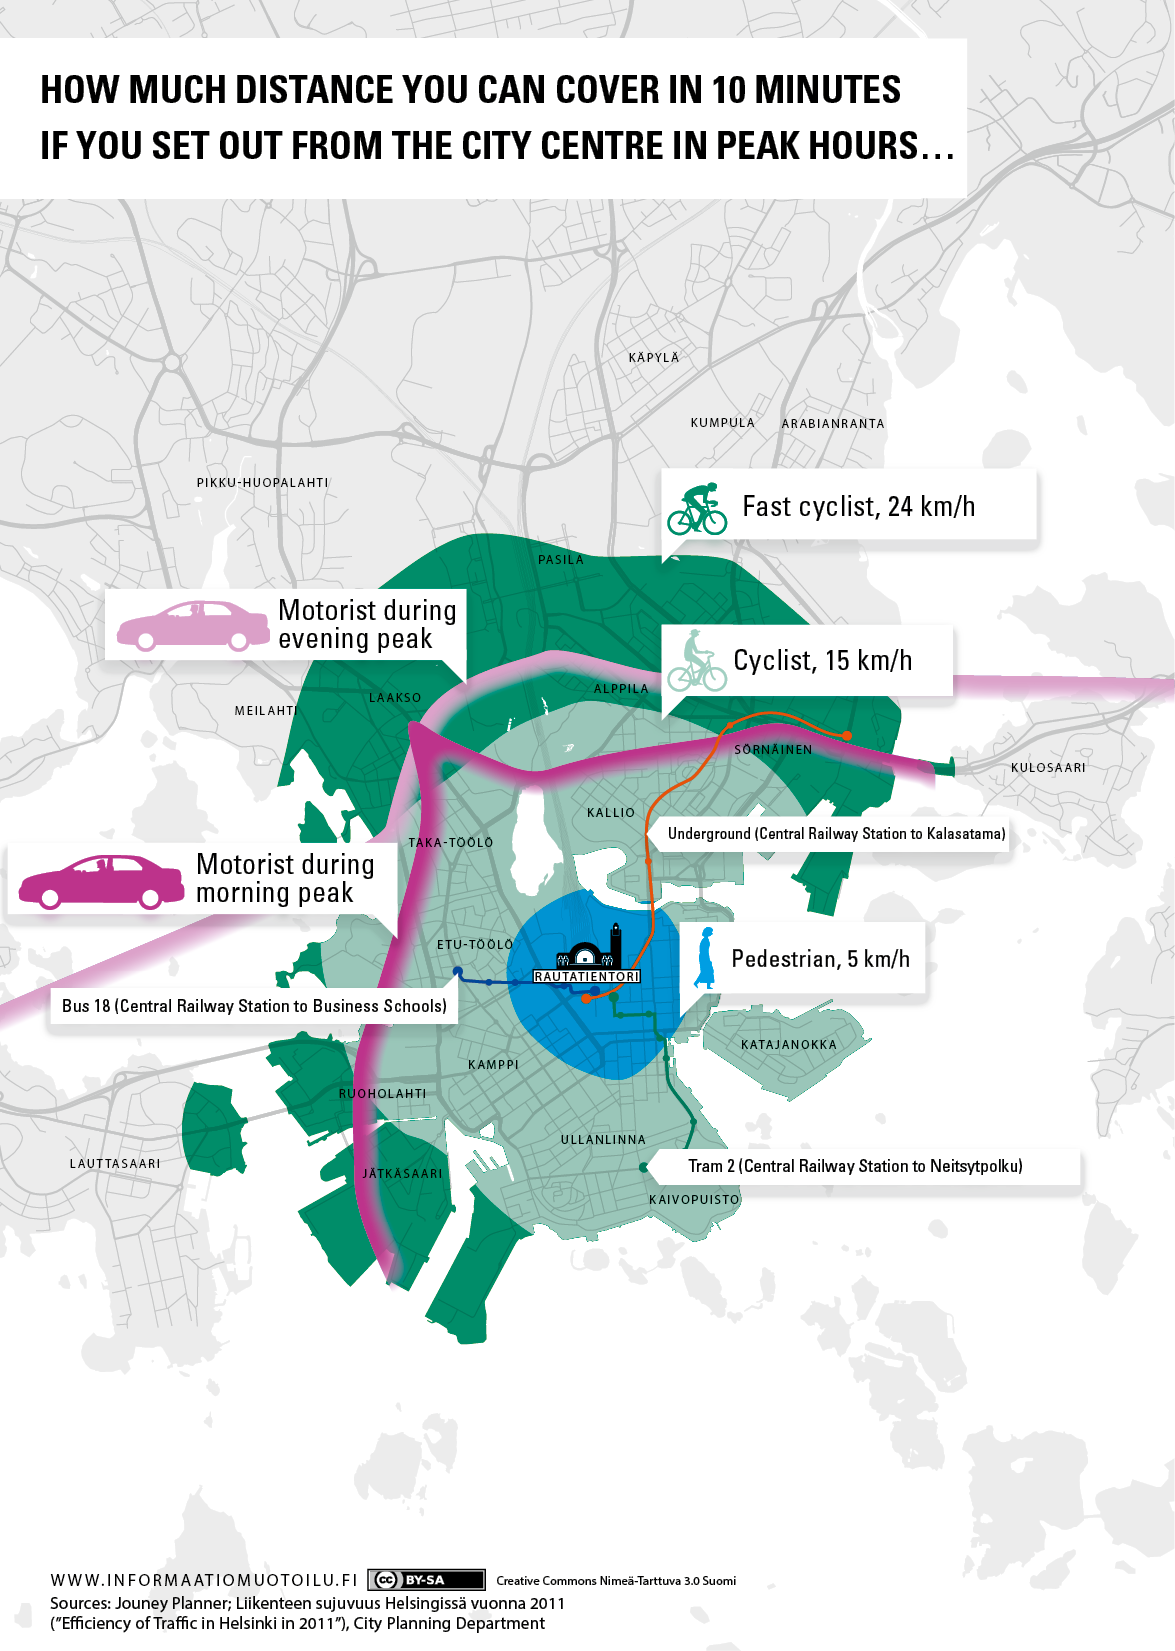 HOW MUCH DISTANCE YOU CAN COVER IN 10 MINUTES
IF YOU SET OUT FROM THE CITY CENTRE IN PEAK HOURS...
KÄPYLÄ
KUMPULA
ARABIANRANTA
PIKKU-HUOPALAHTI
Fast cyclist, 24 km/h
PASILA
Motorist during
evening peak
Cyclist, 15 km/h
ALPPILA
LAAKSO
MEILAHTI
SÖRNÄINEN
KULOSAARI
KALLIO
Underground (Central Railway Station to Kalasatama)
TAKA-TÖÖLÖ
Motorist during
morning peak
ETU-TÖÖLÖ
Pedestrian, 5 km/h
RAUTATIENTORI
Bus 18 (Central Railway Station to Business Schools)
KATAJANOKKA
KAMPPI
RUOHOLAHTI
ULLANLINNA
LAUTTASAARI
JÄTKÄSAARI
Tram 2 (Central Railway Station to Neitsytpolku)
KAIVOPUISTO
WWW.INFORMAATIOMUOTOILU.FI
cc BY-SA
Creative Commons Nimeä-Tarttuva 3.0 Suomi
Sources: Jouney Planner; Liikenteen sujuvuus Helsingissä vuonna 2011
("Efficiency of Traffic in Helsinki in 2011"), City Planning Department